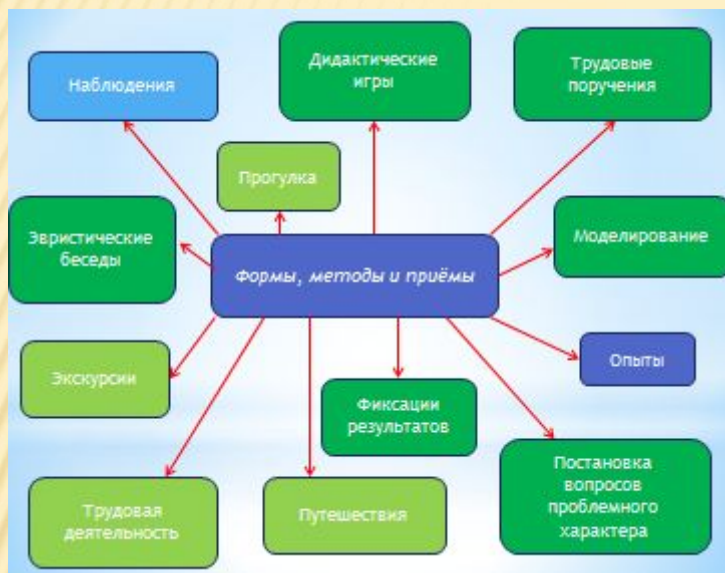 Дидактические
игры
Трудовые
поручения
Наблюдения
Прогулка
Эвристические
беседы
Моделирование
Формы, методы и приёмы
Экскурсии
Опыты
Фиксации
результатов
Постановка
вопросов
проблемного
характера
Трудовая
деятельность
Путешествия